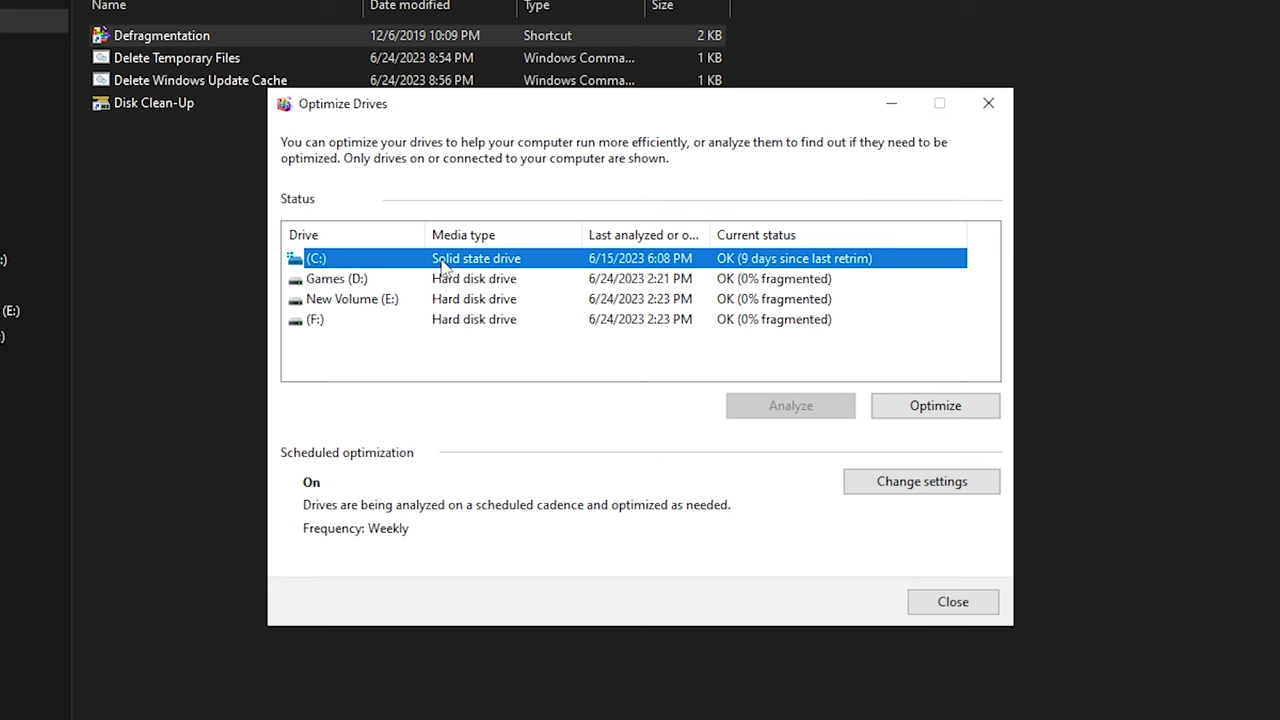 Name Date modified Type Size
Defragmentation 12/6/2019 10:09 PM Shortcut 2 KB
Delete Temporary Files 6/24/2023 8:54 PM Windows Comma... 1 KB
Delete Windows Update Cache 6/24/2023 8:56 PM Windows Comma... 1 KB
Disk Clean-Up
Optimize Drives
You can optimize your drives to help your computer run more efficiently, or analyze them to find out if they need to be
optimized. Only drives on or connected to your computer are shown.
Status
Drive Media type Last analyzed or o... Current status
(C:) Solid state drive 6/15/2023 6:08 PM OK (9 days since last retrim)
:)
Games (D:) Hard disk drive 6/24/2023 2:21 PM OK (0% fragmented)
New Volume (E:) Hard disk drive 6/24/2023 2:23 PM OK (0% fragmented)
(E:)
(F:) Hard disk drive 6/24/2023 2:23 PM OK (0% fragmented)
:)
Analyze Optimize
Scheduled optimization
On
Change settings
Drives are being analyzed on a scheduled cadence and optimized as needed.
Frequency: Weekly
Close